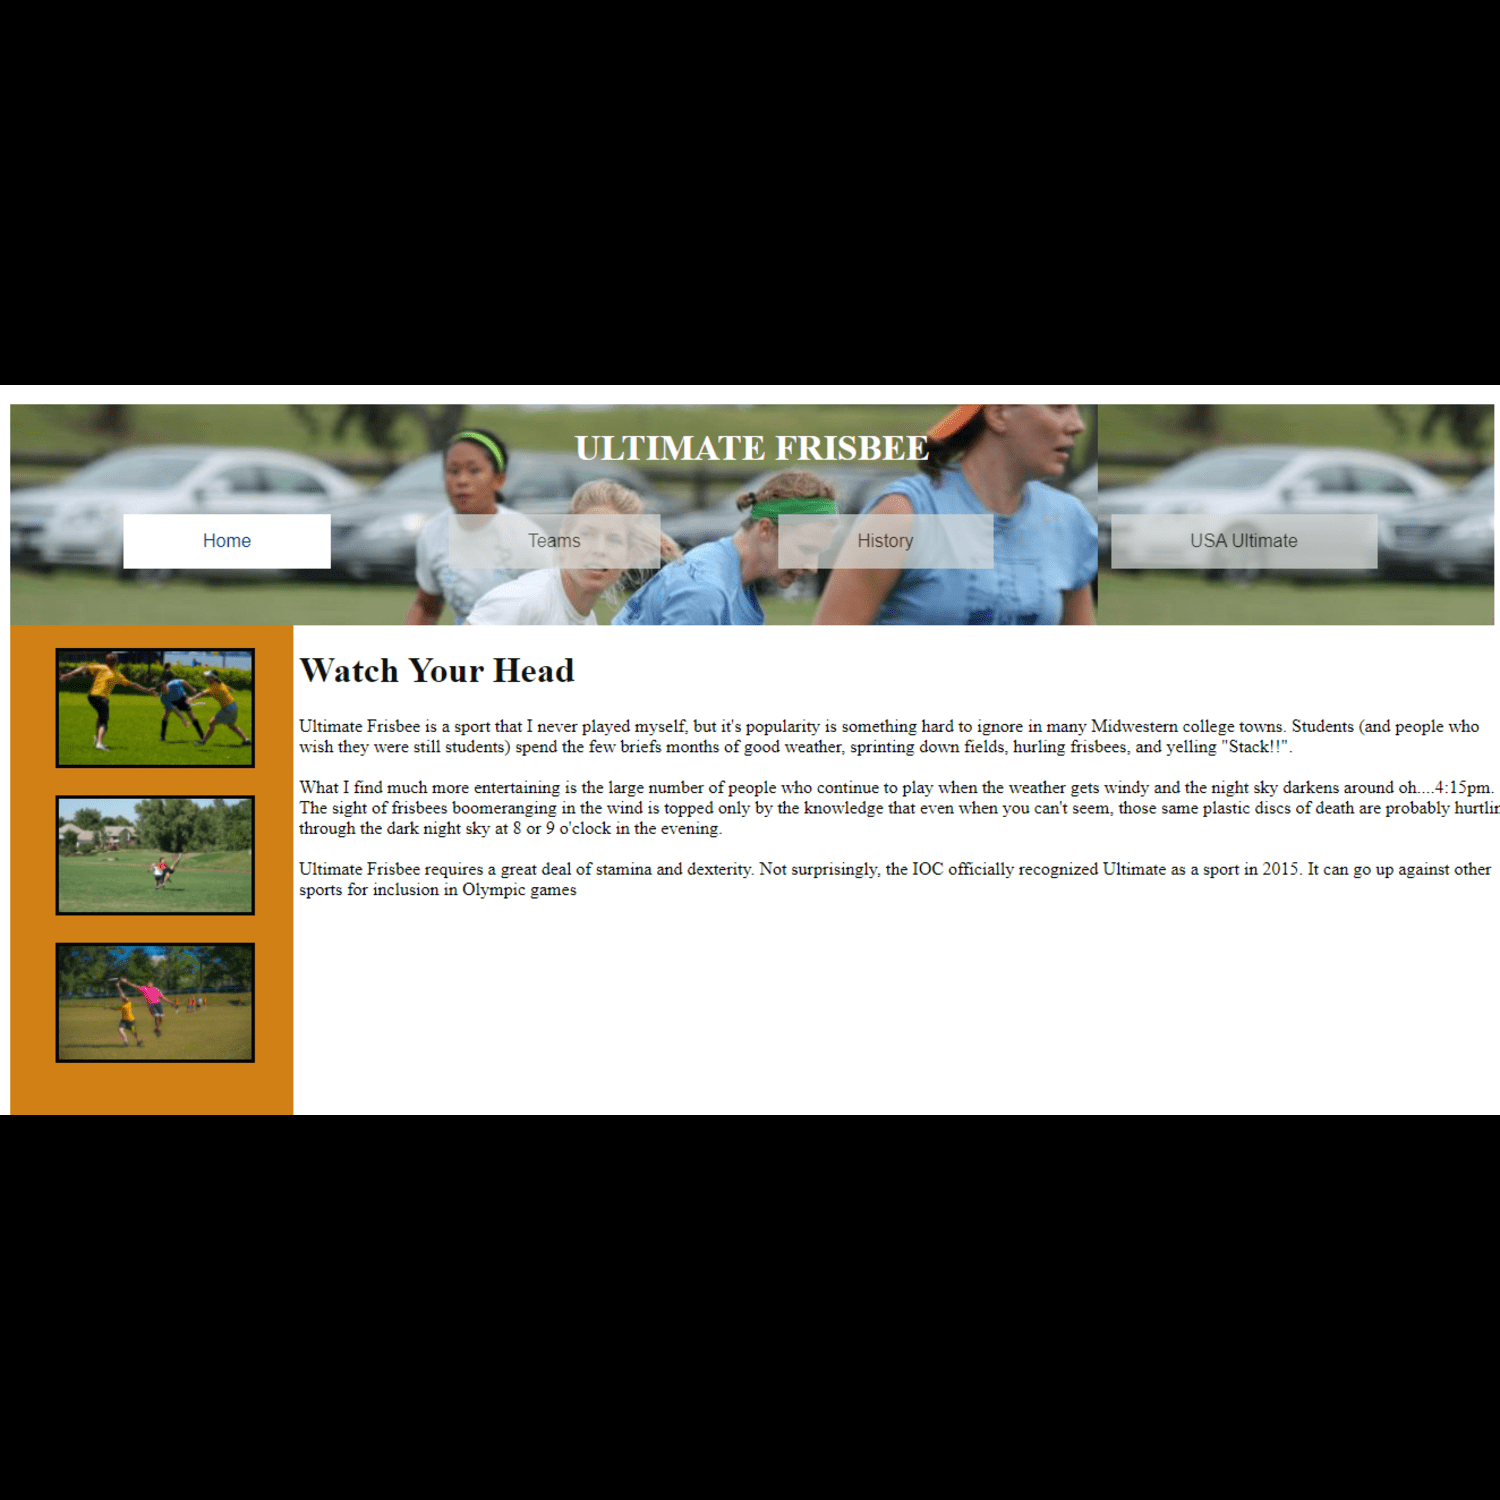 ULTIMATE FRISBEE
Home Teams History USA Ultimate
Watch Your Head
Ultimate Frisbee is a sport that I never played myself, but it's popularity is something hard to ignore in many Midwestern college towns. Students (and people who
wish they were still students) spend the few briefs months of good weather, sprinting down fields, hurling frisbees, and yelling "Stack!!".
What I find much more entertaining is the large number of people who continue to play when the weather gets windy and the night sky darkens around oh....4:15pm.
The sight of frisbees boomeranging in the wind is topped only by the knowledge that even when you can't seem, those same plastic discs of death are probably
through the dark night sky at 8 or 9 o'clock in the evening.
Ultimate Frisbee requires a great deal of stamina and dexterity. Not surprisingly, the IOC officially recognized Ultimate as a sport in 2015. It can go up against other
sports for inclusion in Olympic games